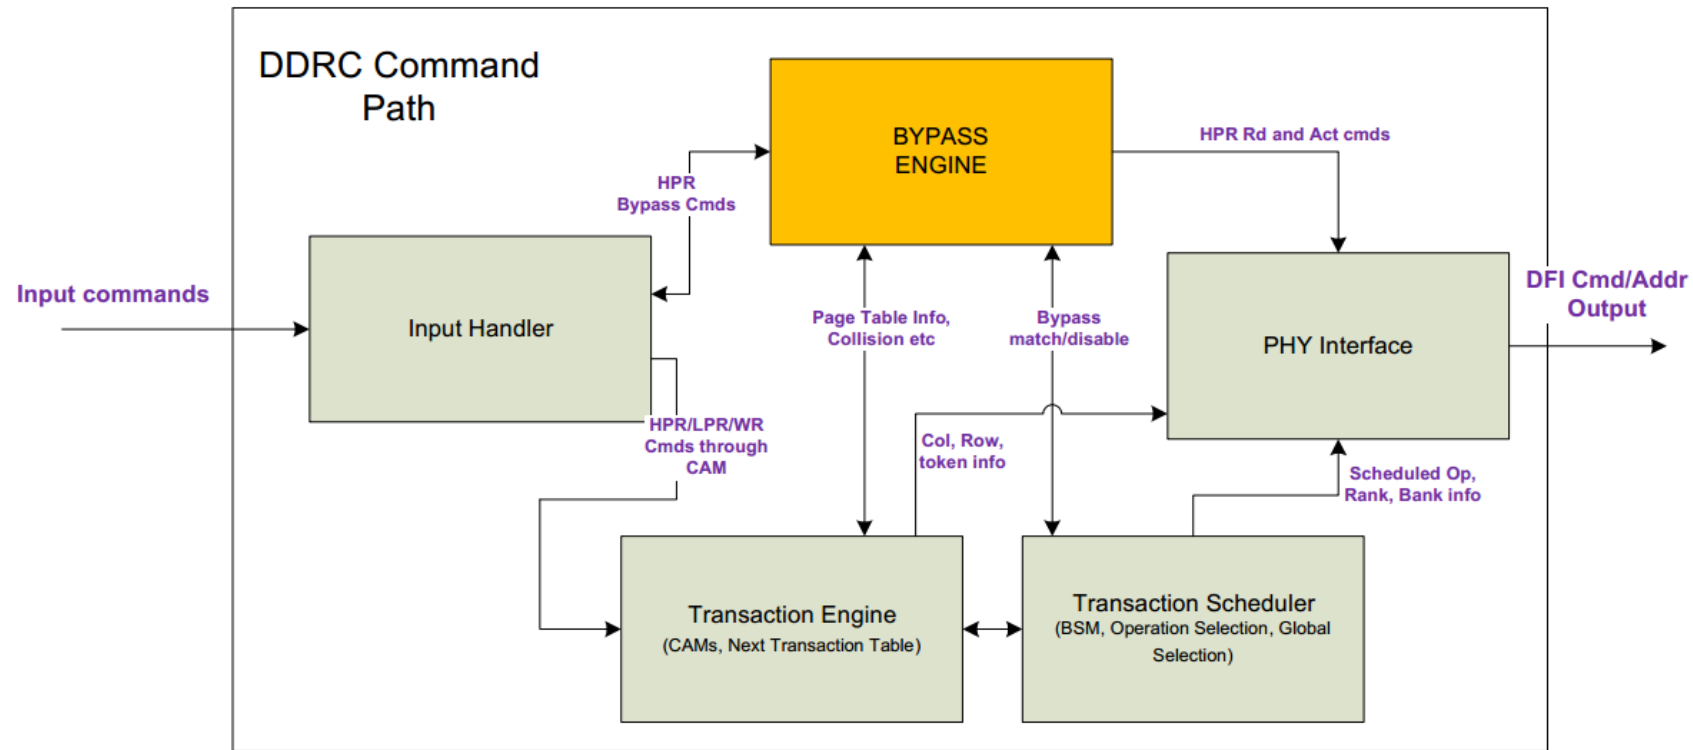 DDRC Command
Path
BYPASS
ENGINE
HPR Rd and Act cmds
HPR
Bypass Cmds
Input commands
Input Handler
Page Table Info,
Collision etc
Bypass
match/disable
PHY Interface
DFI Cmd/Addr
Output
HPR/LPR/WR
Cmds through
CAM
Col, Row,
token info
Scheduled Op,
Rank, Bank info
Transaction Engine
(CAMs, Next Transaction Table)
Transaction Scheduler
(BSM, Operation Selection, Global
Selection)